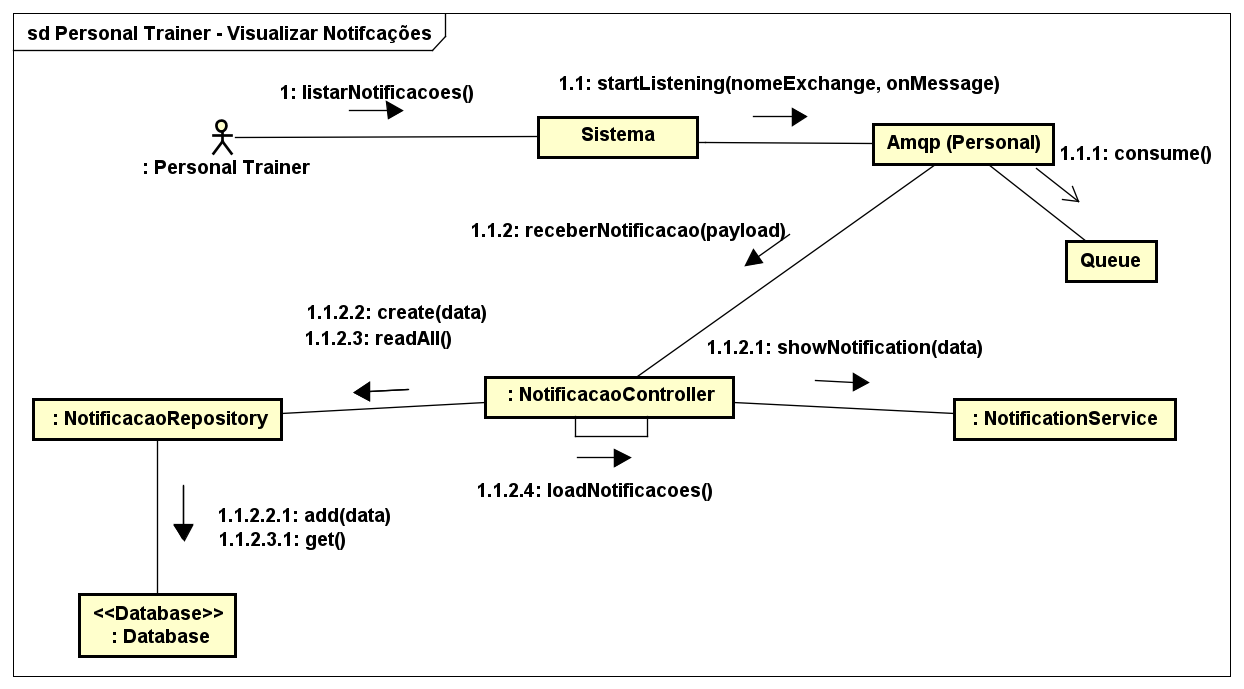 sd Personal Trainer - Visualizar Notifcações
1: listarNotificacoes()
1.1: startListening(nomeExchange, onMessage)
Sistema
Amqp (Personal)
1.1.1: consume()
: Personal Trainer
1.1.2: receberNotificacao(payload)
Queue
1.1.2.2: create(data)
1.1.2.3: readAll()
1.1.2.1: showNotification(data)
: NotificacaoController
: NotificacaoRepository
: NotificationService
1.1.2.4: loadNotificacoes()
1.1.2.2.1: add(data)
1.1.2.3.1: get()
<<Database>>
: Database